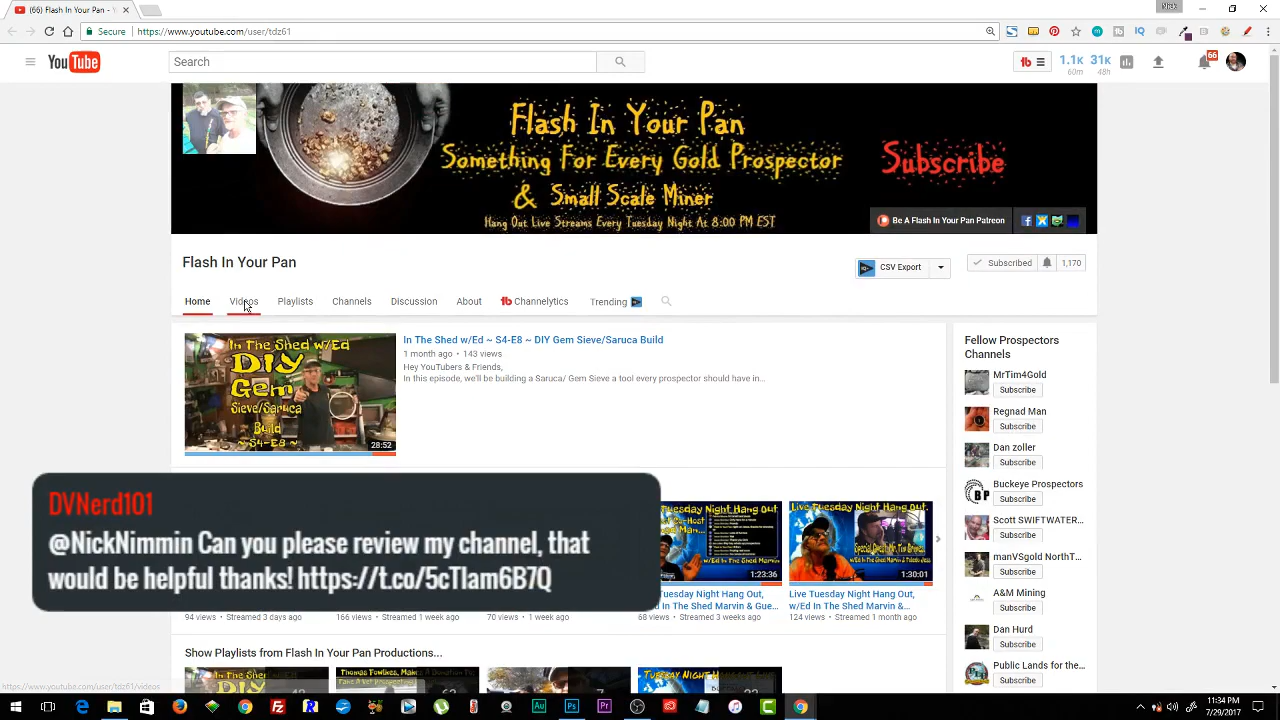 (66) Flash In Your Pan - Y
Secure
https://www.youtube.com/user/tdz61
YouTube
Search
1.1K 31K
60m 48h
66
Flash In Your Pan
Something For Every Gold Prospector
& Small Scale Miner
Hang Out Live Streams Every Tuesday Night At 8:00 PM EST
Subscribe
Be A Flash In Your Pan Patreon
Flash In Your Pan
CSV Export
Subscribed 1,170
Home Videos Playlists Channels Discussion About Channelytics Trending
In The Shed w/Ed
DIY
Gem
Sieve/Saruca
Build
~ S4-E8 ~
28:52
In The Shed w/Ed ~ S4-E8 ~ DIY Gem Sieve/Saruca Build
1 month ago • 143 views
Hey YouTubers & Friends,
In this episode, we'll be building a Saruca/ Gem Sieve a tool every prospector should have in...
Fellow Prospectors
Channels
MrTim4Gold
Subscribe
Regnad Man
Subscribe
Dan zoller
Subscribe
Buckeye Prospectors
Subscribe
Scott SWIFTWATER...
Subscribe
manVSgold NorthT...
Subscribe
A&M Mining
Subscribe
Dan Hurd
Subscribe
Public Lands for the...
Subscribe
DVNerd101
@NickNimmin Can you please review my channel, that
would be helpful thanks! https://t.co/5cTlam6B7Q
1:23:36
Tuesday Night Hang Out,
w/Ed In The Shed Marvin & Gue...
68 views • Streamed 3 weeks ago
Live Tuesday Night Hang Out.
1:30:01
Live Tuesday Night Hang Out,
w/Ed In The Shed Marvin &...
124 views • Streamed 1 month ago
94 views • Streamed 3 days ago
166 views • Streamed 1 week ago
70 views • 1 week ago
Show Playlists from Flash In Your Pan Productions...
https://www.youtube.com/user/tdz61/videos
11:34 PM
7/29/2017